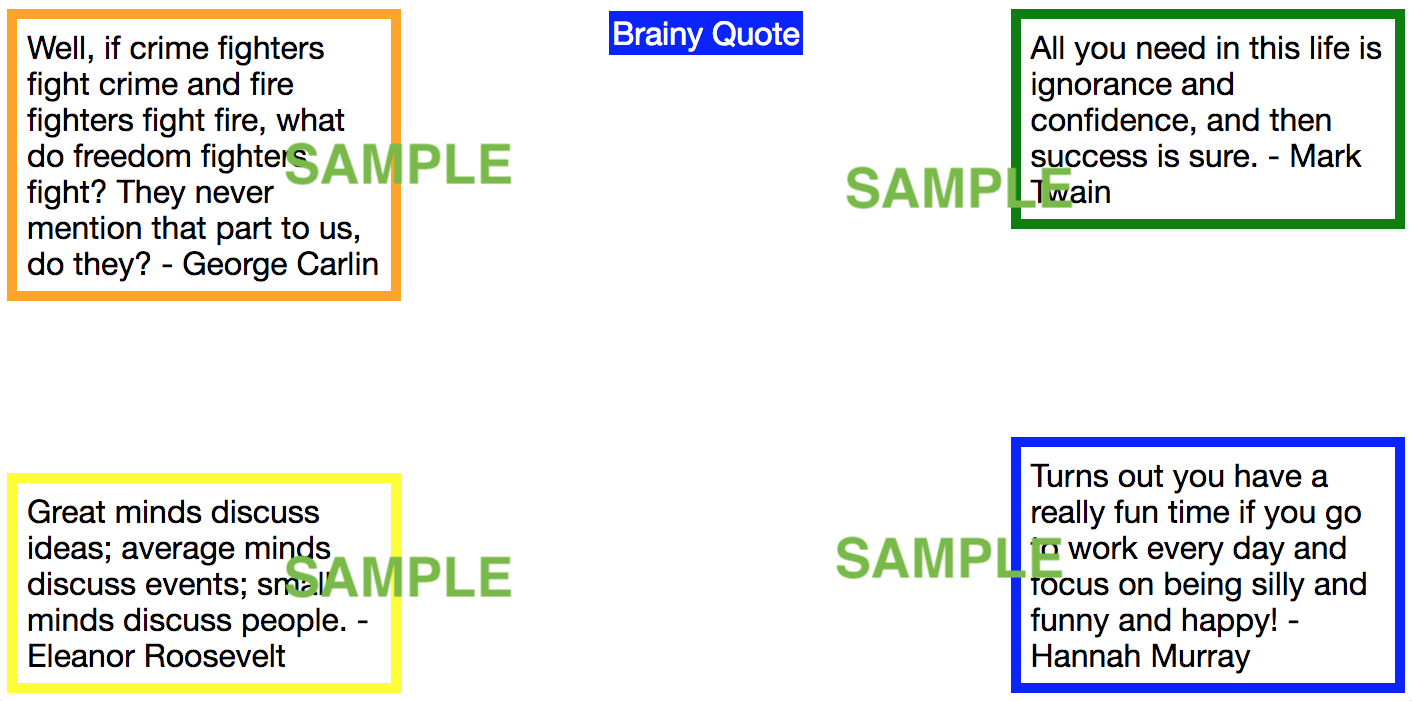 Well, if crime fighters
fight crime and fire
fighters fight fire, what
do freedom fighters
fight? They never
mention that part to us,
do they? - George Carlin
SAMPLE
Brainy Quote
All you need in this life is
ignorance and
confidence, and then
success is sure. - Mark
Twain
SAMPLE
Great minds discuss
ideas; average minds
discuss events; small
minds discuss people. -
Eleanor Roosevelt
SAMPLE
Turns out you have a
really fun time if you go
to work every day and
focus on being silly and
funny and happy! -
Hannah Murray
SAMPLE